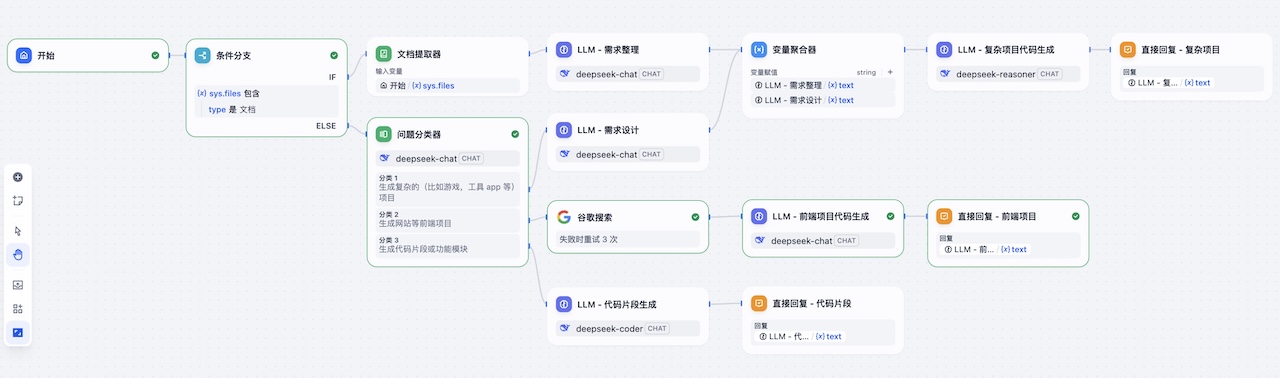 开始
条件分支
IF
{x} sys.files 包含
type 是 文档
ELSE
文档提取器
输入变量
开始 / {x} sys.files
问题分类器
deepseek-chat CHAT
分类 1
生成复杂的（比如游戏，工具 app 等）
项目
分类 2
生成网站等前端项目
分类 3
生成代码片段或功能模块
LLM - 需求整理
deepseek-chat CHAT
LLM - 需求设计
deepseek-chat CHAT
谷歌搜索
失败时重试 3 次
LLM - 代码片段生成
deepseek-coder CHAT
变量聚合器
变量赋值 string +
LLM - 需求整理 / {x} text
LLM - 需求设计 / {x} text
LLM - 前端项目代码生成
deepseek-chat CHAT
直接回复 - 代码片段
回复
LLM - 代... / {x} text
LLM - 复杂项目代码生成
deepseek-reasoner CHAT
直接回复 - 前端项目
回复
LLM - 前... / {x} text
直接回复 - 复杂项目
回复
LLM - 复... / {x} text